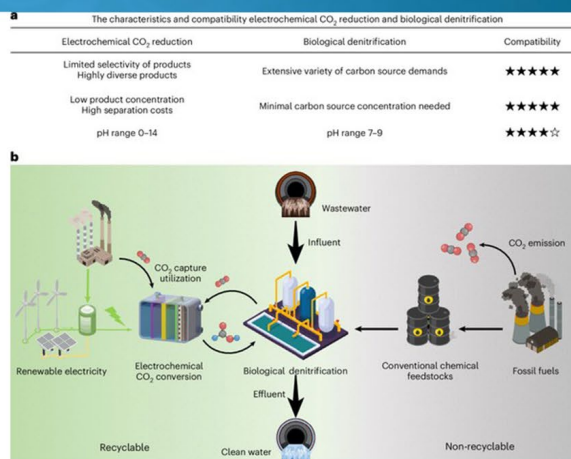 a
The characteristics and compatibility electrochemical CO₂ reduction and biological denitrification
Electrochemical CO₂ reduction
Biological denitrification
Compatibility
Limited selectivity of products
Highly diverse products
Extensive variety of carbon source demands
★★★★★
Low product concentration
High separation costs
Minimal carbon source concentration needed
★★★★★
pH range 0–14
pH range 7–9
★★★★☆
b
Wastewater
Influent
CO₂ emission
CO₂ capture
utilization
Renewable electricity
Electrochemical
CO₂ conversion
Biological denitrification
Conventional chemical
feedstocks
Fossil fuels
Effluent
Recyclable
Clean water
Non-recyclable